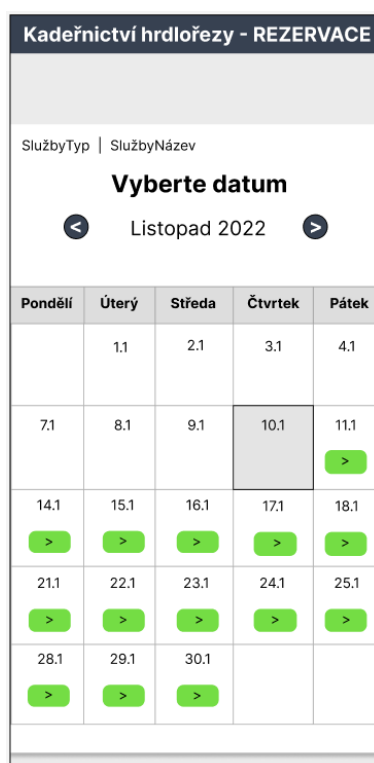 Kadeřnictví hrdlořezy - REZERVACE
SlužbyTyp | SlužbyNázev
Vyberte datum
< Listopad 2022 >
Pondělí Úterý Středa Čtvrtek Pátek
1.1 2.1 3.1 4.1
7.1 8.1 9.1 10.1 11.1
>
14.1 15.1 16.1 17.1 18.1
> > > > >
21.1 22.1 23.1 24.1 25.1
> > > > >
28.1 29.1 30.1
> > >